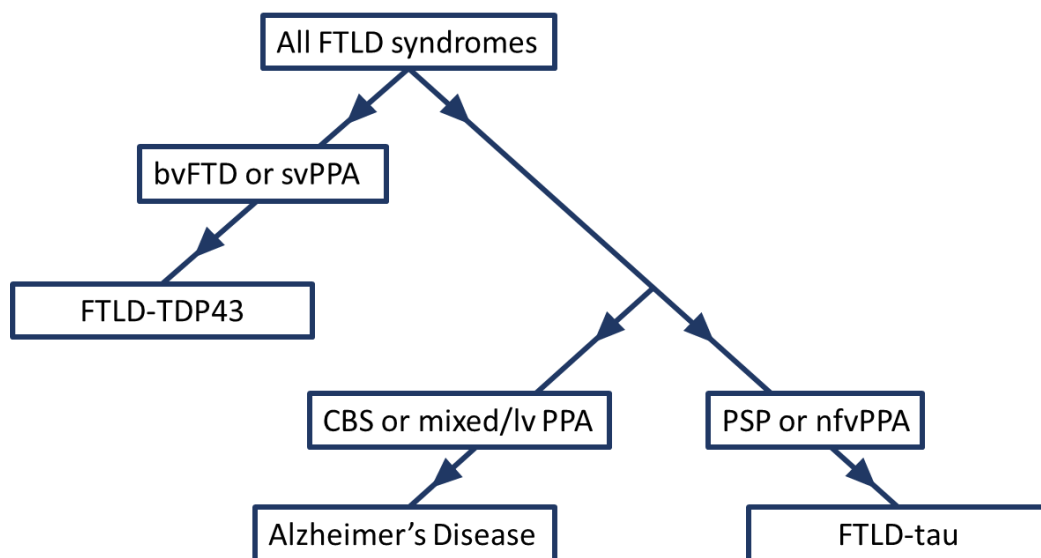 All FTLD syndromes
bvFTD or svPPA
FTLD-TDP43
CBS or mixed/lv PPA
PSP or nfvPPA
Alzheimer’s Disease
FTLD-tau